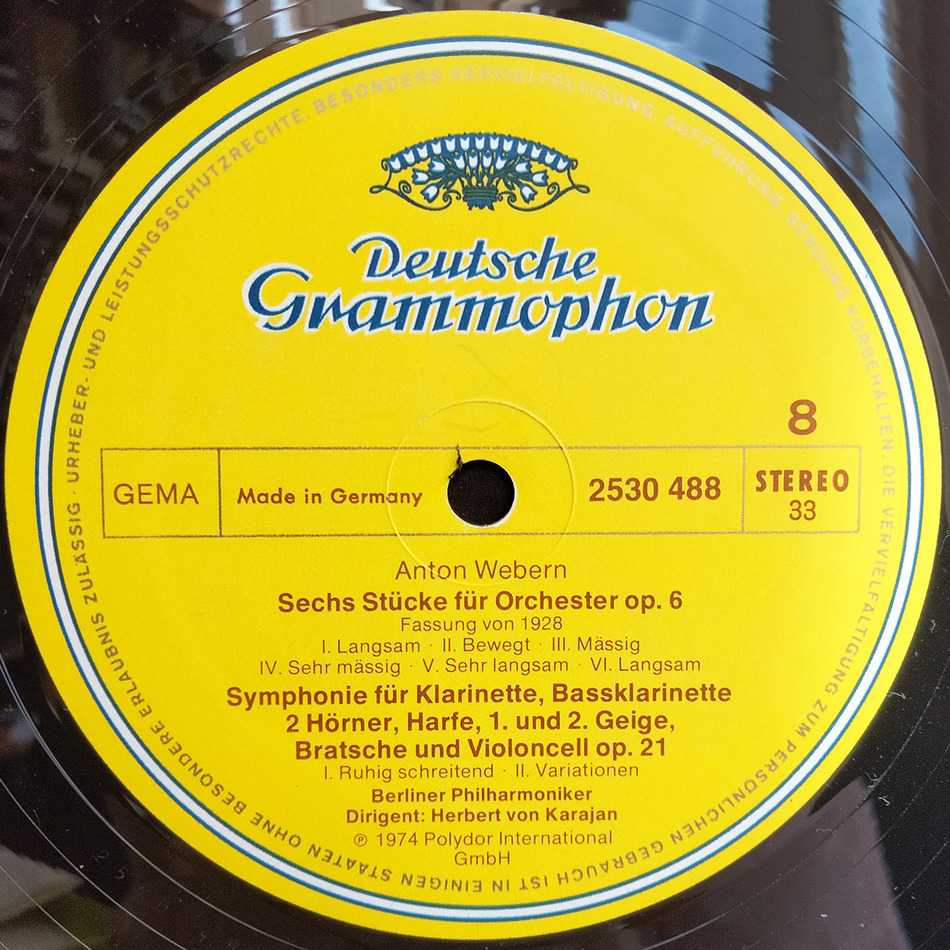 Deutsche
Grammophon
8
GEMA
Made in Germany
2530 488
STEREO
33
Anton Webern
Sechs Stücke für Orchester op. 6
Fassung von 1928
I. Langsam · II. Bewegt · III. Mässig
IV. Sehr mässig · V. Sehr langsam · VI. Langsam
Symphonie für Klarinette, Bassklarinette
2 Hörner, Harfe, 1. und 2. Geige,
Bratsche und Violoncell op. 21
I. Ruhig schreitend · II. Variationen
Berliner Philharmoniker
Dirigent: Herbert von Karajan
℗ 1974 Polydor International
GmbH
URHEBER- UND LEISTUNGSSCHUTZRECHTE, BESONDERS VERVIELFÄLTIGUNG, AUFFÜHRUNG, SENDUNG VORBEHALTEN: DIE VERVIELFÄLTIGUNG ZUM PERSÖNLICHEN GEBRAUCH IST IN EINIGEN STAATEN OHNE BESONDERE ERLAUBNIS ZULÄSSIG ·